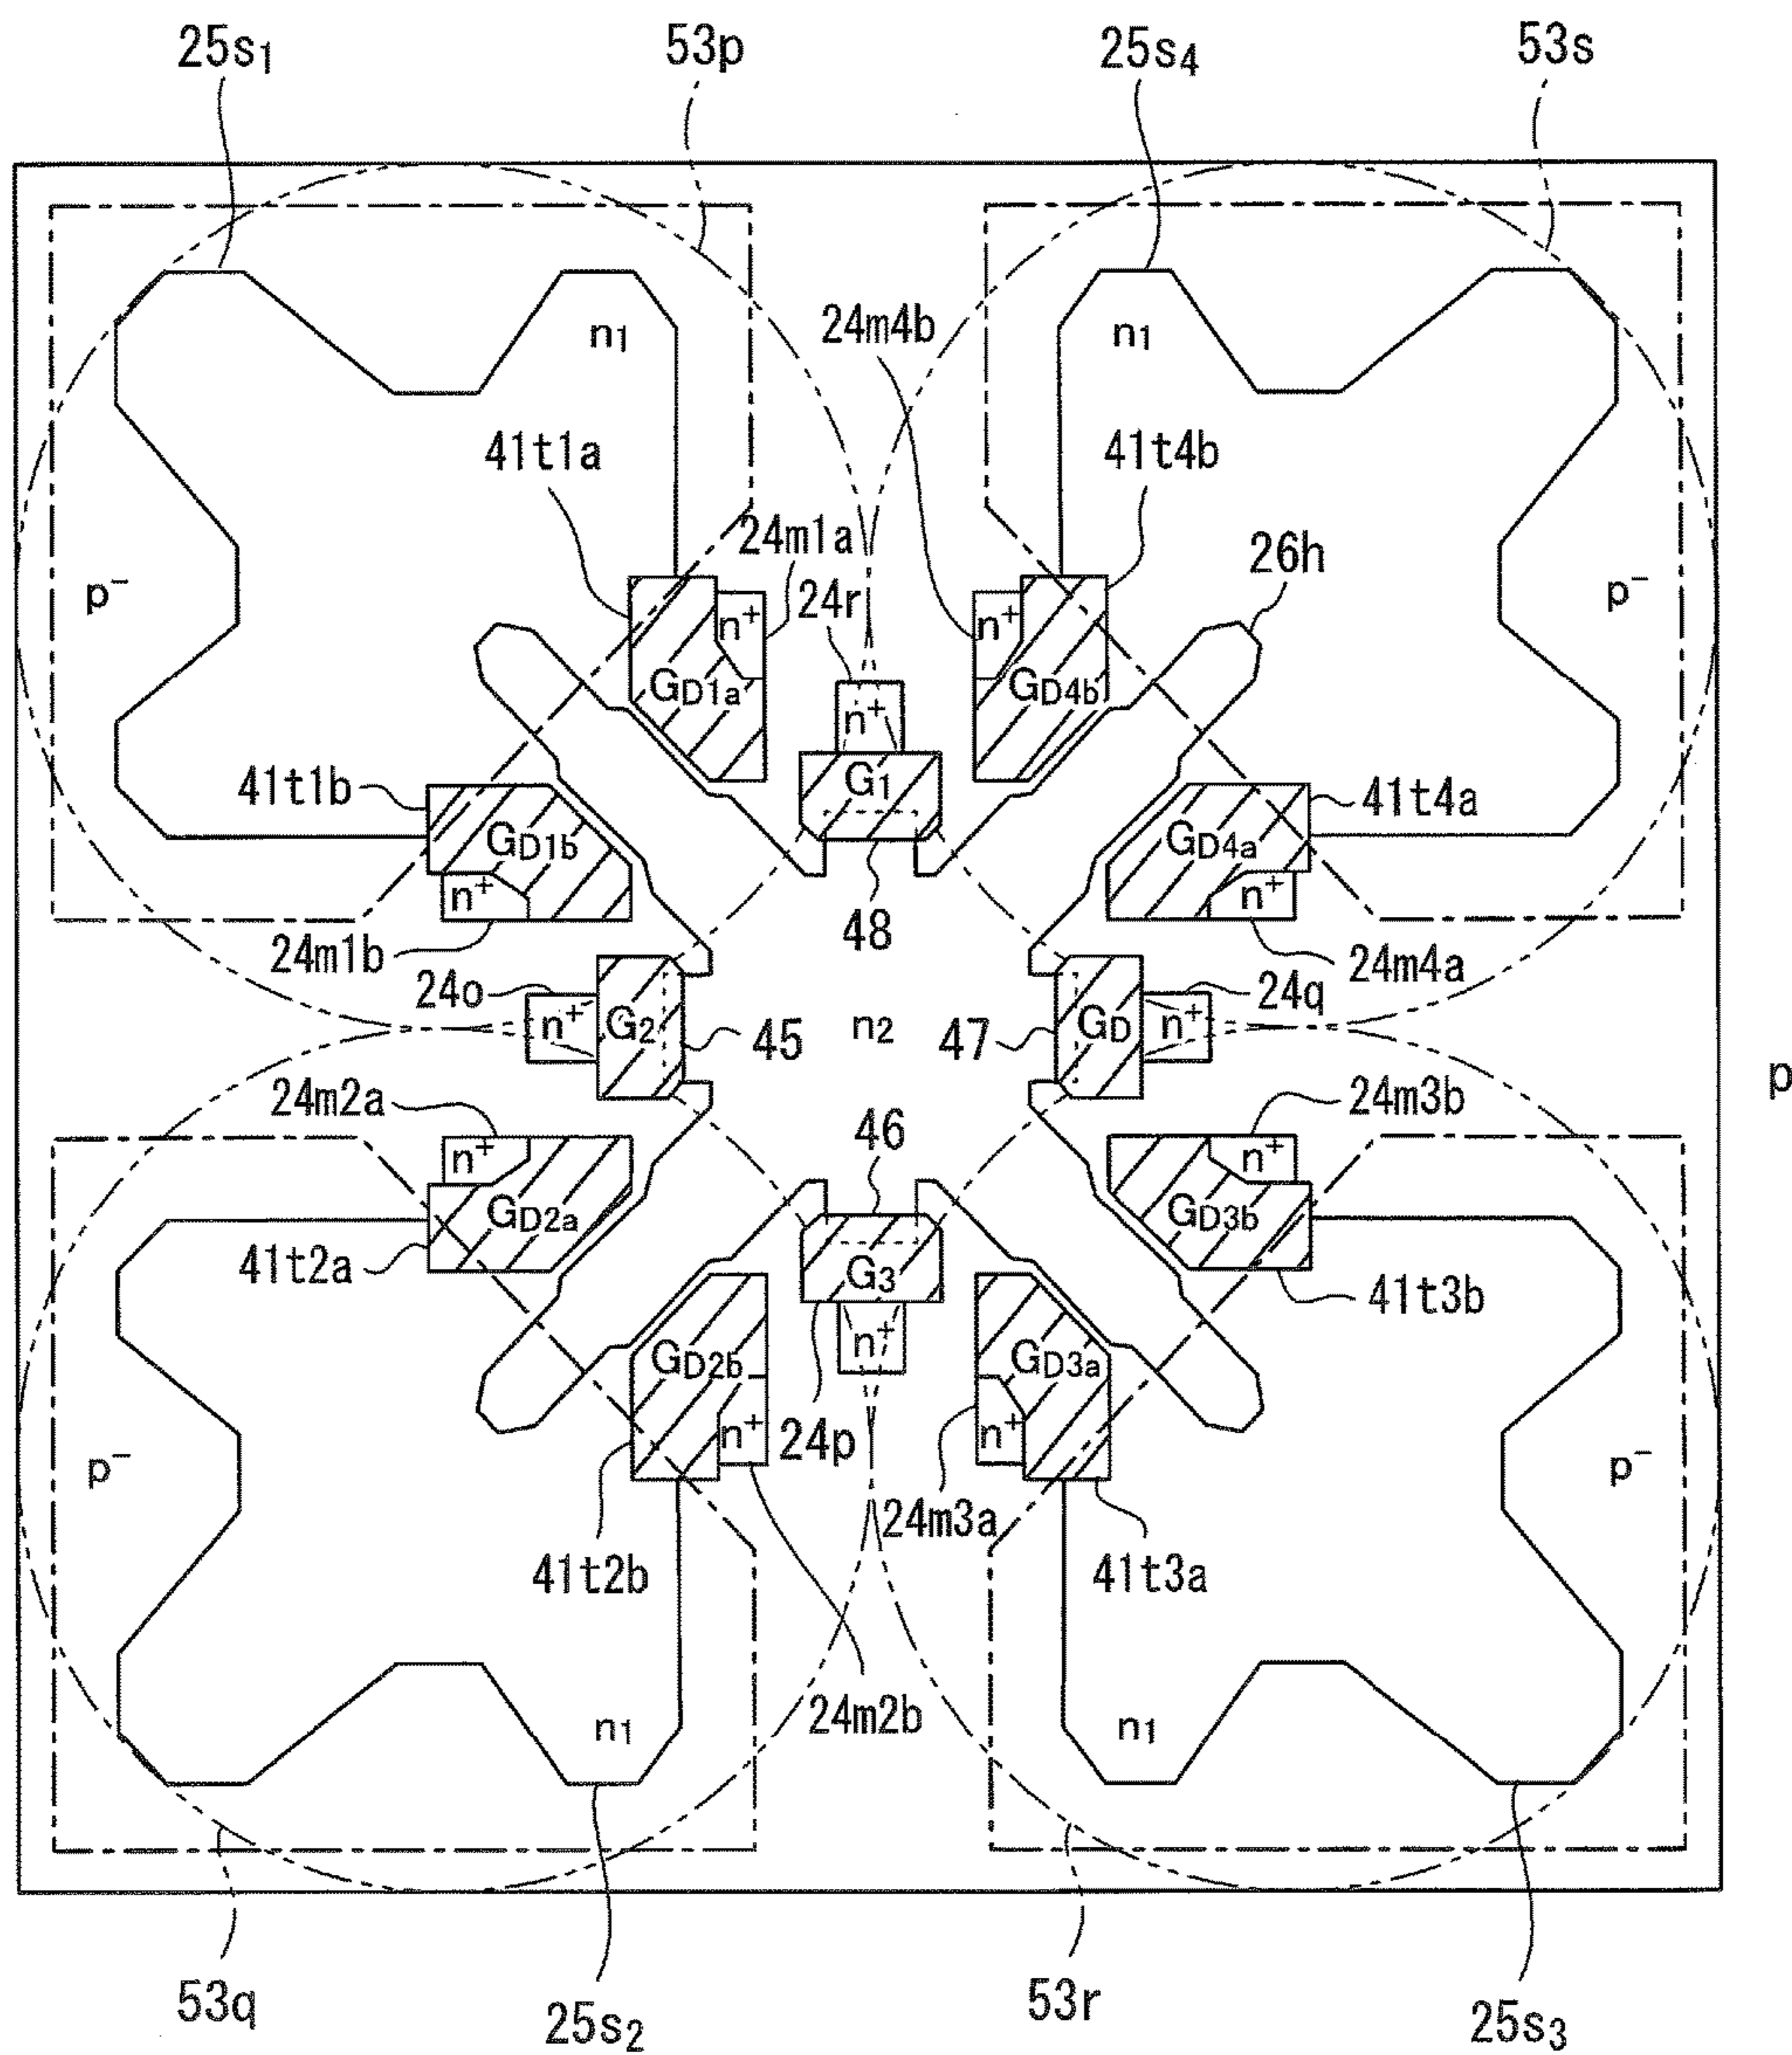 25s1 53p 25s4 53s
n1 24m4b n1
41t1a 41t4b
24m1a 26h
p− 24r p−
n+ n+
GD1a n+ GD4b
41t1b G1 41t4a
GD1b GD4a
n+ n+
24m1b 48 24m4a
24o 24q
n+ G2 45 n2 47 GD n+
p
24m2a 46 24m3b
n+ n+
GD2a GD3b
41t2a G3 41t3b
GD2b n+ GD3a
n+ 24p n+
p− p−
24m3a
41t2b 41t3a
n1 24m2b n1
53q 25s2 53r 25s3